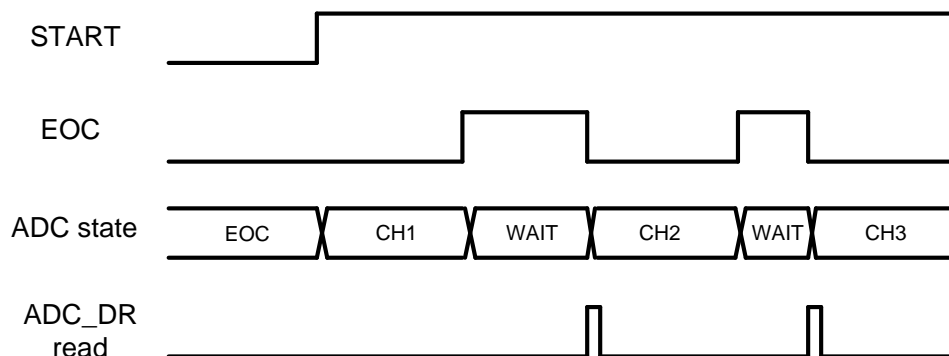 START
EOC
ADC state
EOC CH1 WAIT CH2 WAIT CH3
ADC_DR
read